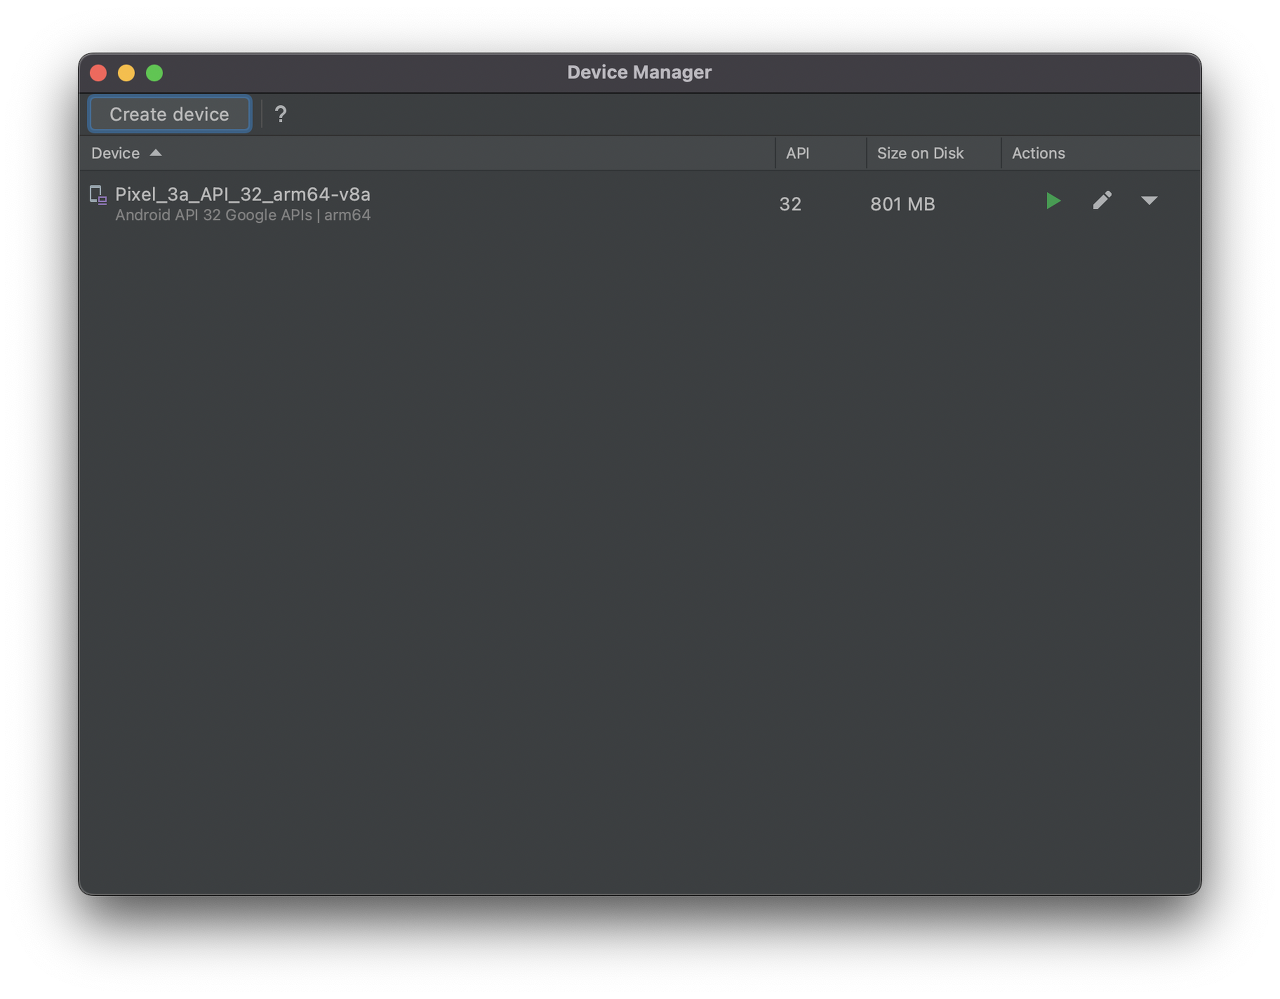 Device Manager
Create device ?
Device API Size on Disk Actions
Pixel_3a_API_32_arm64-v8a 32 801 MB
Android API 32 Google APIs | arm64